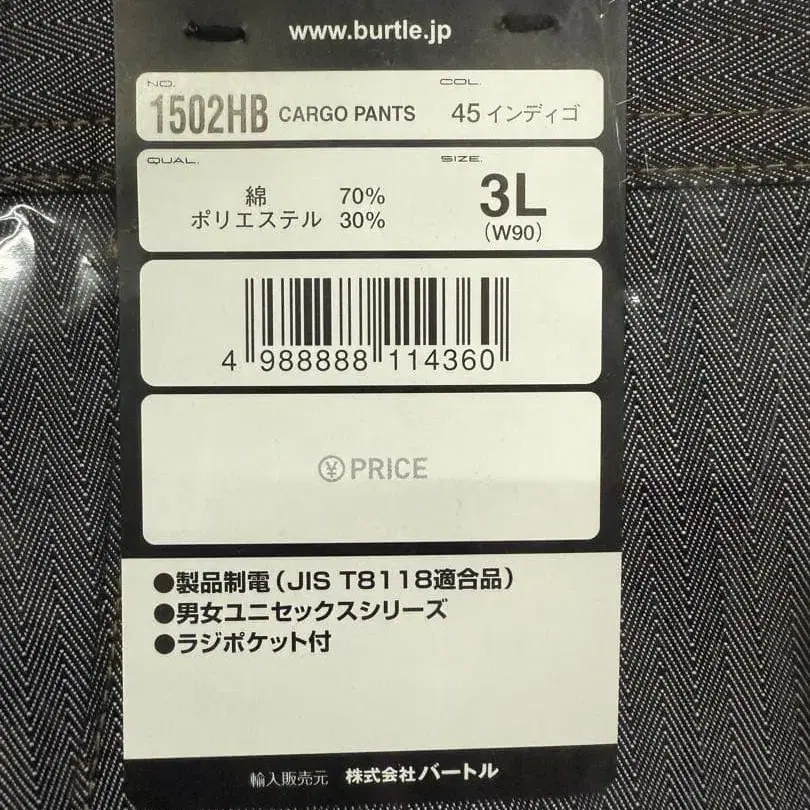 www.burtle.jp
NO. COL.
1502HB CARGO PANTS 45 インディゴ
QUAL. SIZE.
綿 70% 3L
ポリエステル 30% (W90)
4 988888 114360
¥ PRICE
●製品制電(JIS T8118適合品)
●男女ユニセックスシリーズ
●ラジポケット付
輸入販売元 株式会社バートル